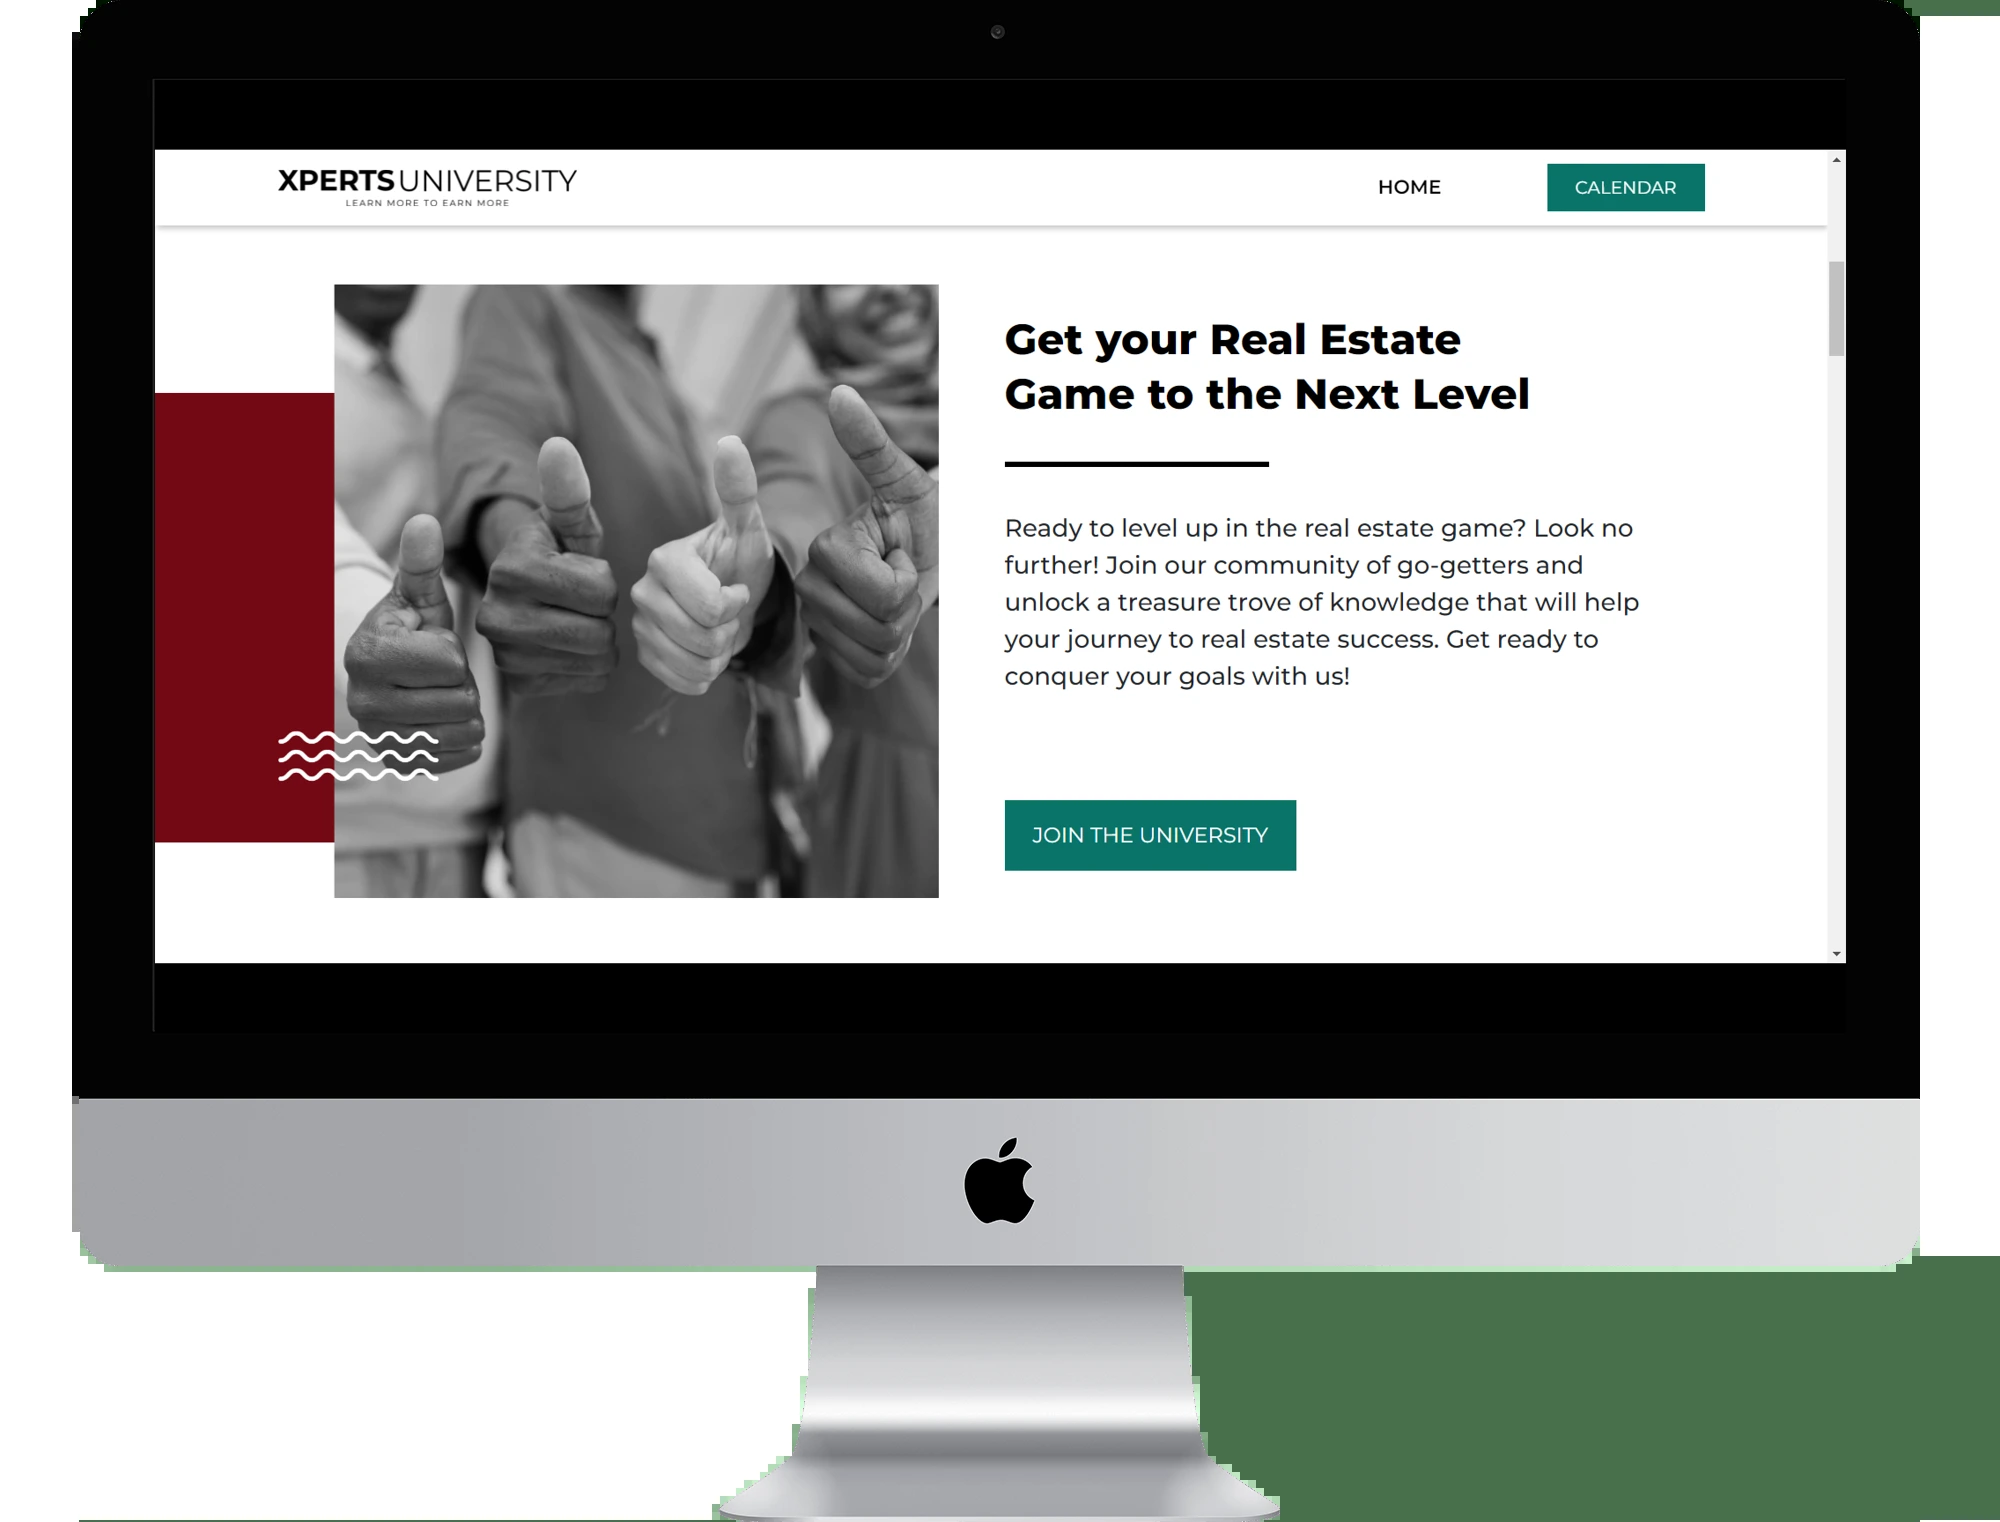 XPERTS UNIVERSITY
LEARN MORE TO EARN MORE
HOME
CALENDAR
Get your Real Estate
Game to the Next Level
Ready to level up in the real estate game? Look no
further! Join our community of go-getters and
unlock a treasure trove of knowledge that will help
your journey to real estate success. Get ready to
conquer your goals with us!
JOIN THE UNIVERSITY